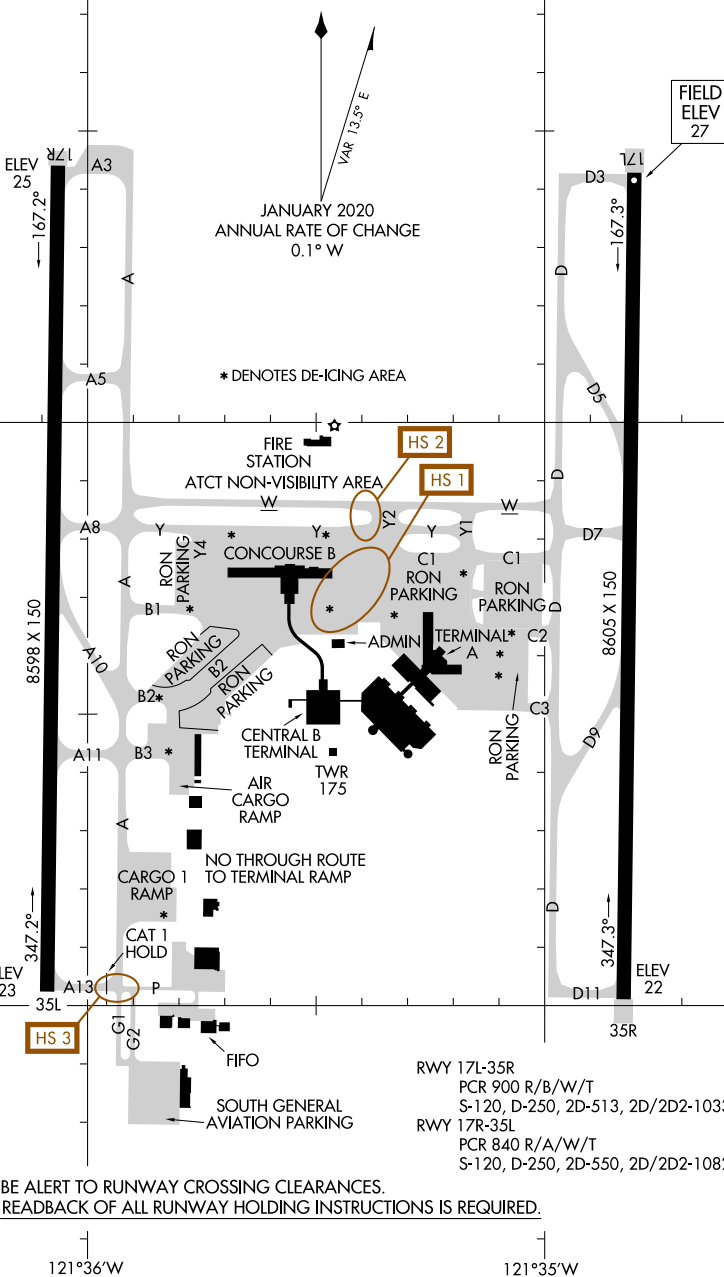 VAR 13.5° E
JANUARY 2020
ANNUAL RATE OF CHANGE
0.1° W
FIELD
ELEV
27
17R
ELEV
25
A3
167.2°
A
17L
D3
167.3°
D
* DENOTES DE-ICING AREA
A5
D5
FIRE
STATION
ATCT NON-VISIBILITY AREA
HS 2
HS 1
D
W
W
A8
Y
Y4
Y
Y2
Y
Y1
D7
CONCOURSE B
RON
PARKING
A
C1
RON
PARKING
C1
RON
PARKING
8598 X 150
8605 X 150
B1
D
A10
RON
PARKING
B2
RON
PARKING
ADMIN
TERMINAL
A
C2
B2
C3
RON
PARKING
CENTRAL B
TERMINAL
D9
A11
B3
TWR
175
AIR
CARGO
RAMP
A
NO THROUGH ROUTE
TO TERMINAL RAMP
CARGO 1
RAMP
*
347.2°
347.3°
D
CAT 1
HOLD
ELEV
23
A13
P
35L
HS 3
G1
G2
D11
ELEV
22
35R
FIFO
SOUTH GENERAL
AVIATION PARKING
RWY 17L-35R
PCR 900 R/B/W/T
S-120, D-250, 2D-513, 2D/2D2-103
RWY 17R-35L
PCR 840 R/A/W/T
S-120, D-250, 2D-550, 2D/2D2-108
BE ALERT TO RUNWAY CROSSING CLEARANCES.
READBACK OF ALL RUNWAY HOLDING INSTRUCTIONS IS REQUIRED.
121°36'W
121°35'W